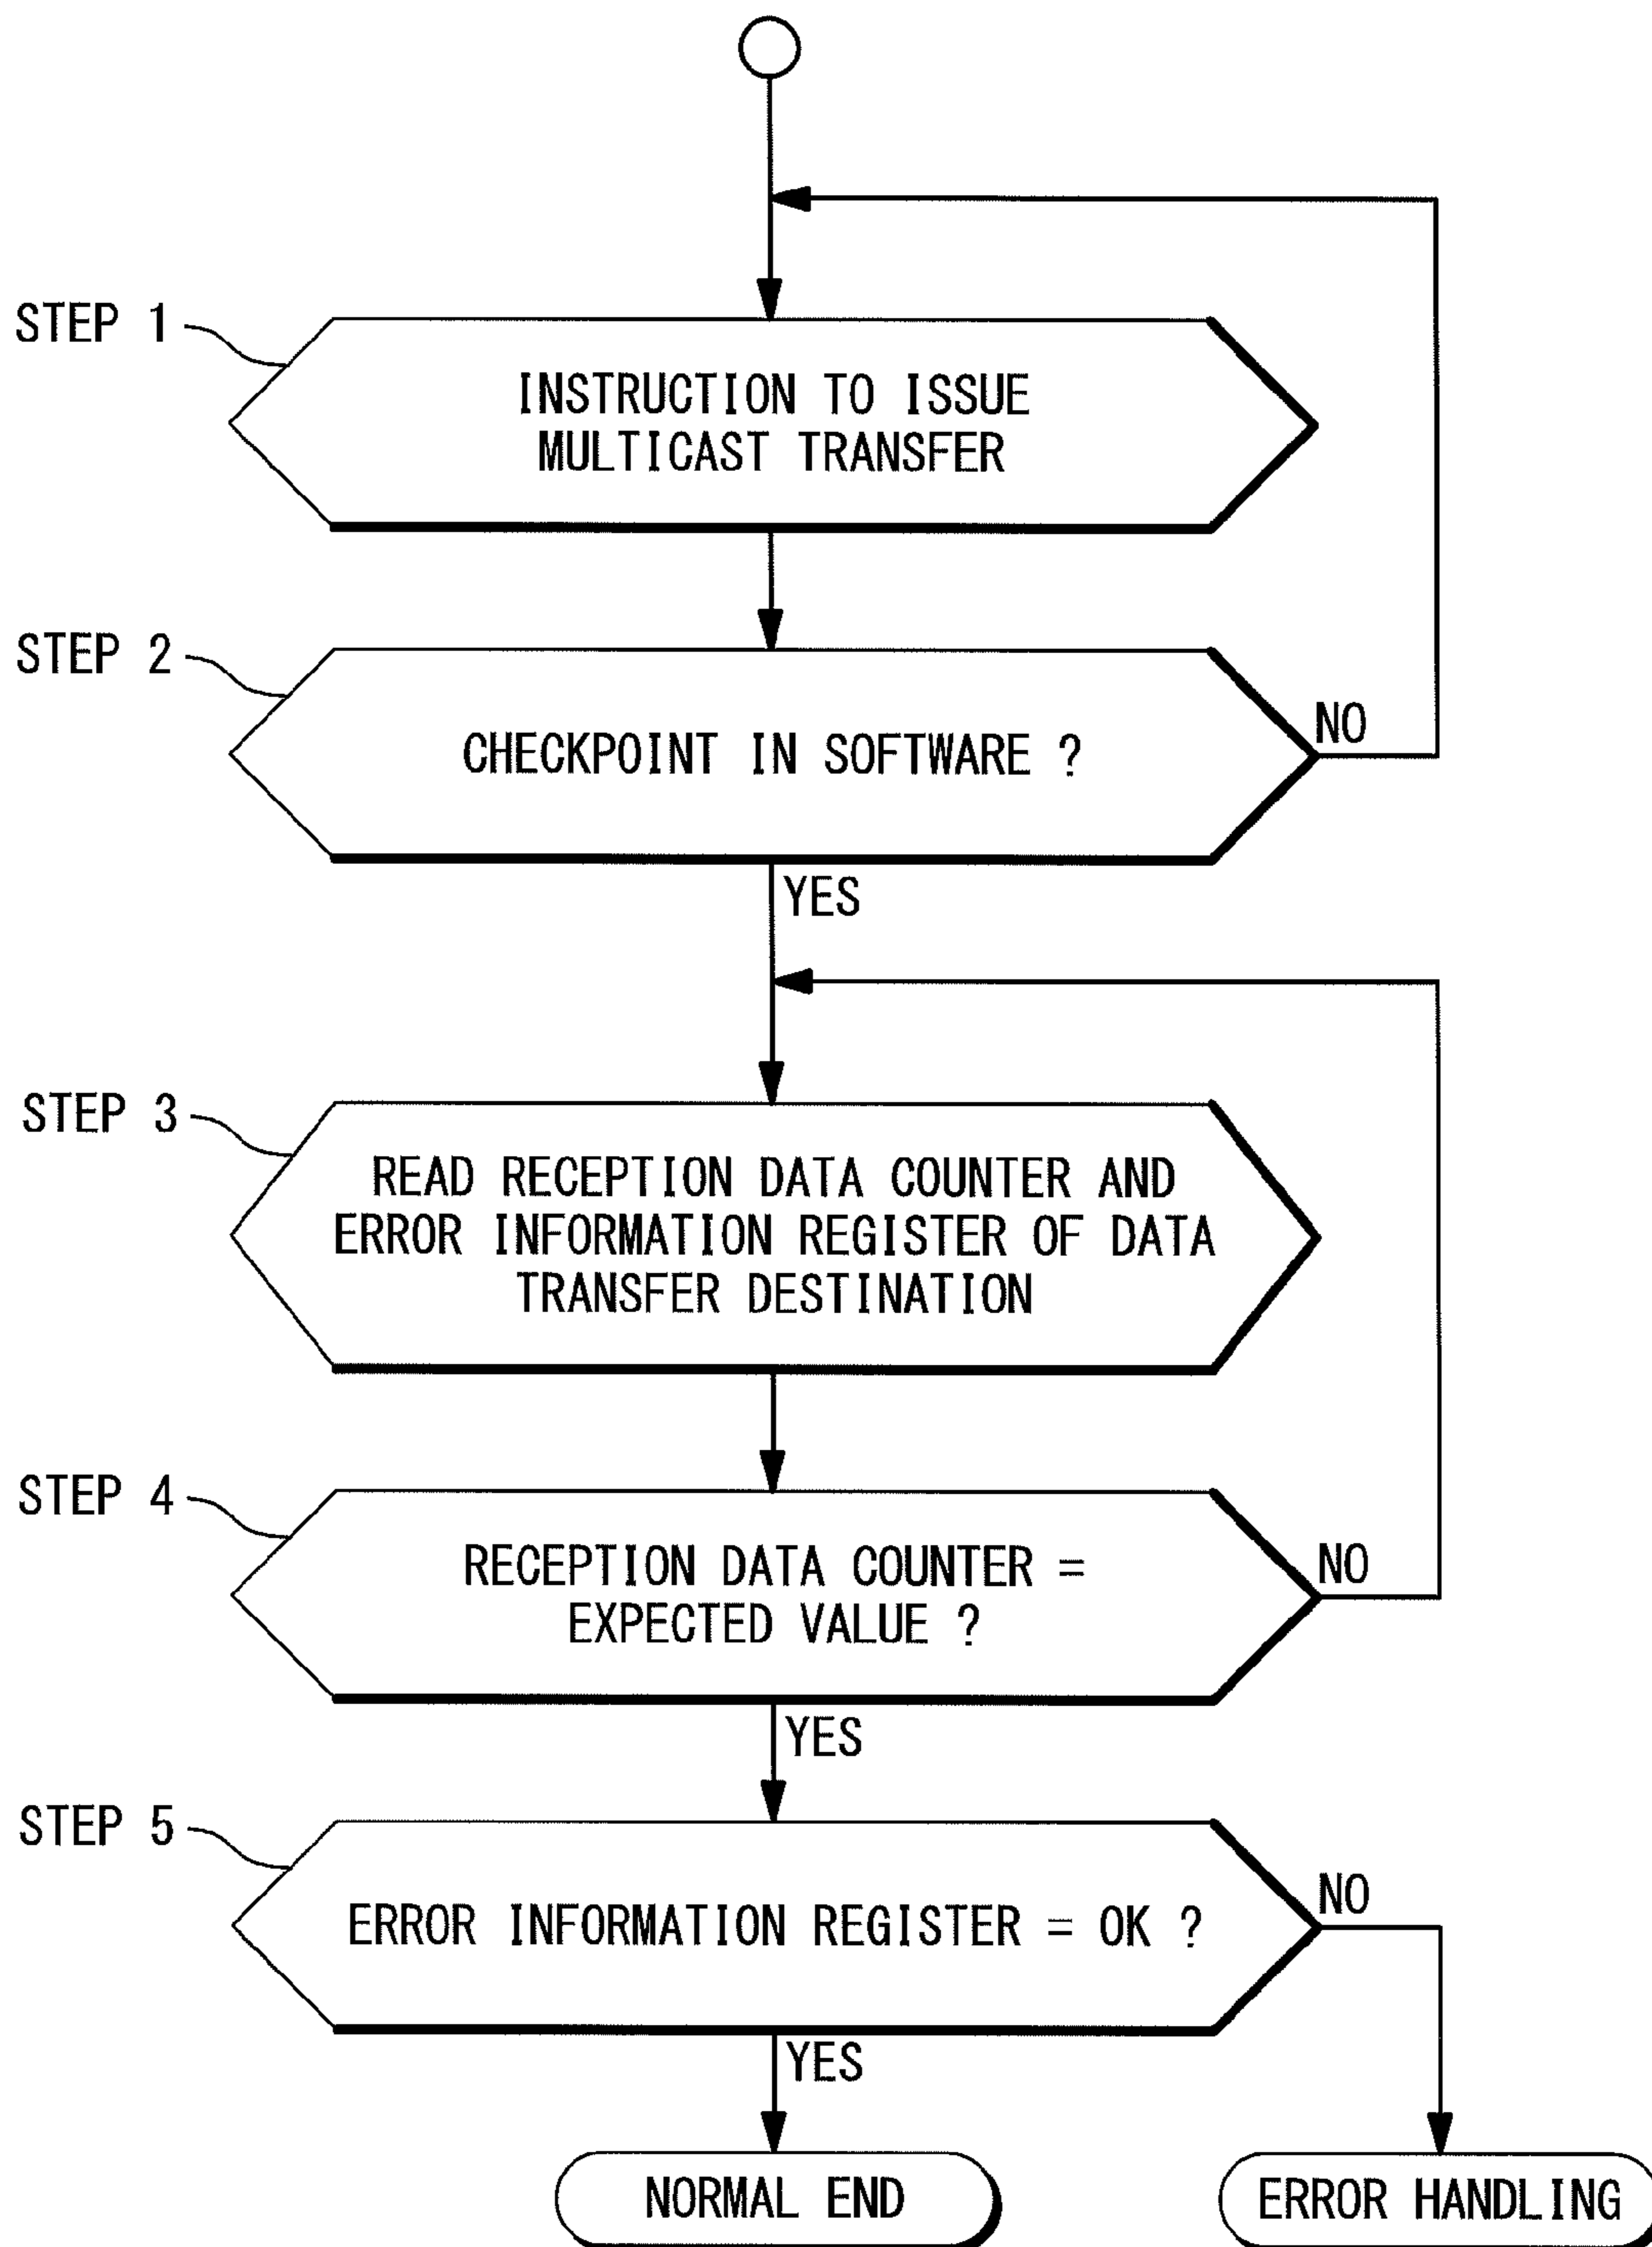 STEP 1
INSTRUCTION TO ISSUE
MULTICAST TRANSFER
STEP 2
CHECKPOINT IN SOFTWARE ?
NO
YES
STEP 3
READ RECEPTION DATA COUNTER AND
ERROR INFORMATION REGISTER OF DATA
TRANSFER DESTINATION
STEP 4
RECEPTION DATA COUNTER =
EXPECTED VALUE ?
NO
YES
STEP 5
ERROR INFORMATION REGISTER = OK ?
NO
YES
NORMAL END
ERROR HANDLING